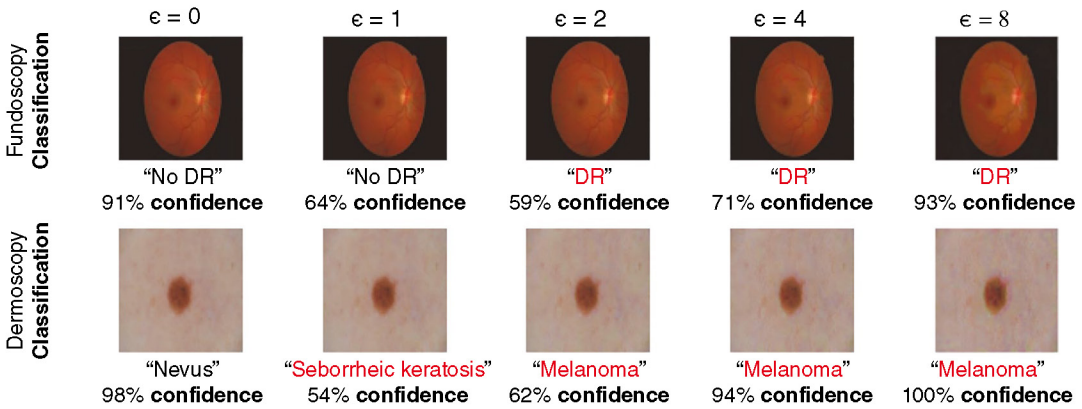 ϵ = 0 ϵ = 1 ϵ = 2 ϵ = 4 ϵ = 8
Fundoscopy
Classification
“No DR” “No DR” “DR” “DR” “DR”
91% confidence 64% confidence 59% confidence 71% confidence 93% confidence
Dermoscopy
Classification
“Nevus” “Seborrheic keratosis” “Melanoma” “Melanoma” “Melanoma”
98% confidence 54% confidence 62% confidence 94% confidence 100% confidence